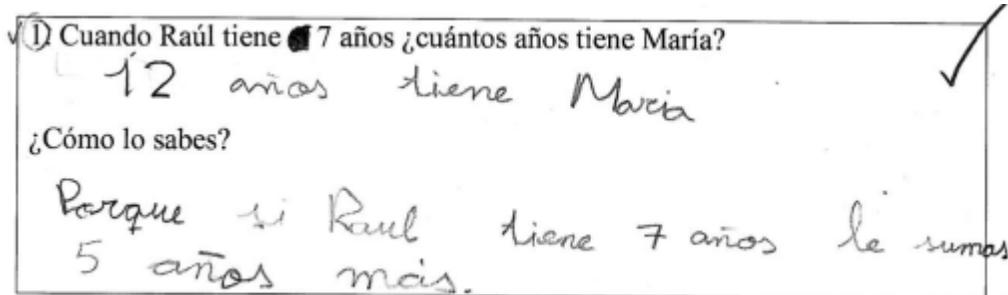 1) Cuando Raúl tiene 7 años ¿cuántos años tiene María?
12 años tiene Maria
¿Cómo lo sabes?
Porque si Raul tiene 7 años le sumas
5 años más.